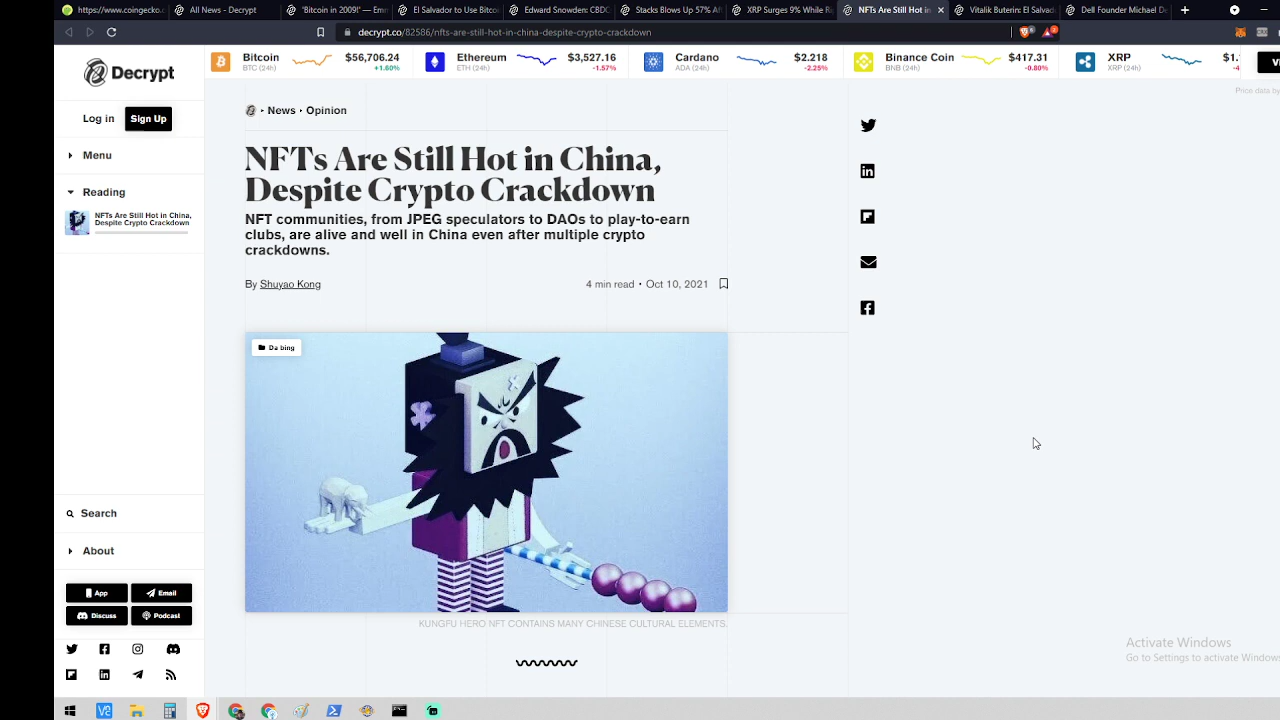 https://www.coingecko.c
All News - Decrypt
'Bitcoin in 2009!' — Emr
El Salvador to Use Bitcoi
Edward Snowden: CBDC
Stacks Blows Up 57% Af
XRP Surges 9% While Re
NFTs Are Still Hot in
Vitalik Buterin: El Salvad
Dell Founder Michael De
decrypt.co/82586/nfts-are-still-hot-in-china-despite-crypto-crackdown
Decrypt
Bitcoin
BTC (24h)
$56,706.24
+1.60%
Ethereum
ETH (24h)
$3,527.16
-1.57%
Cardano
ADA (24h)
$2.218
-2.25%
Binance Coin
BNB (24h)
$417.31
-0.80%
XRP
XRP (24h)
$1.
-4
Price data by
Log in
Sign Up
Menu
Reading
NFTs Are Still Hot in China,
Despite Crypto Crackdown
News • Opinion
NFTs Are Still Hot in China,
Despite Crypto Crackdown
NFT communities, from JPEG speculators to DAOs to play-to-earn
clubs, are alive and well in China even after multiple crypto
crackdowns.
By Shuyao Kong
4 min read • Oct 10, 2021
Da bing
KUNGFU HERO NFT CONTAINS MANY CHINESE CULTURAL ELEMENTS.
Search
About
App
Email
Discuss
Podcast
Activate Windows
Go to Settings to activate Windows